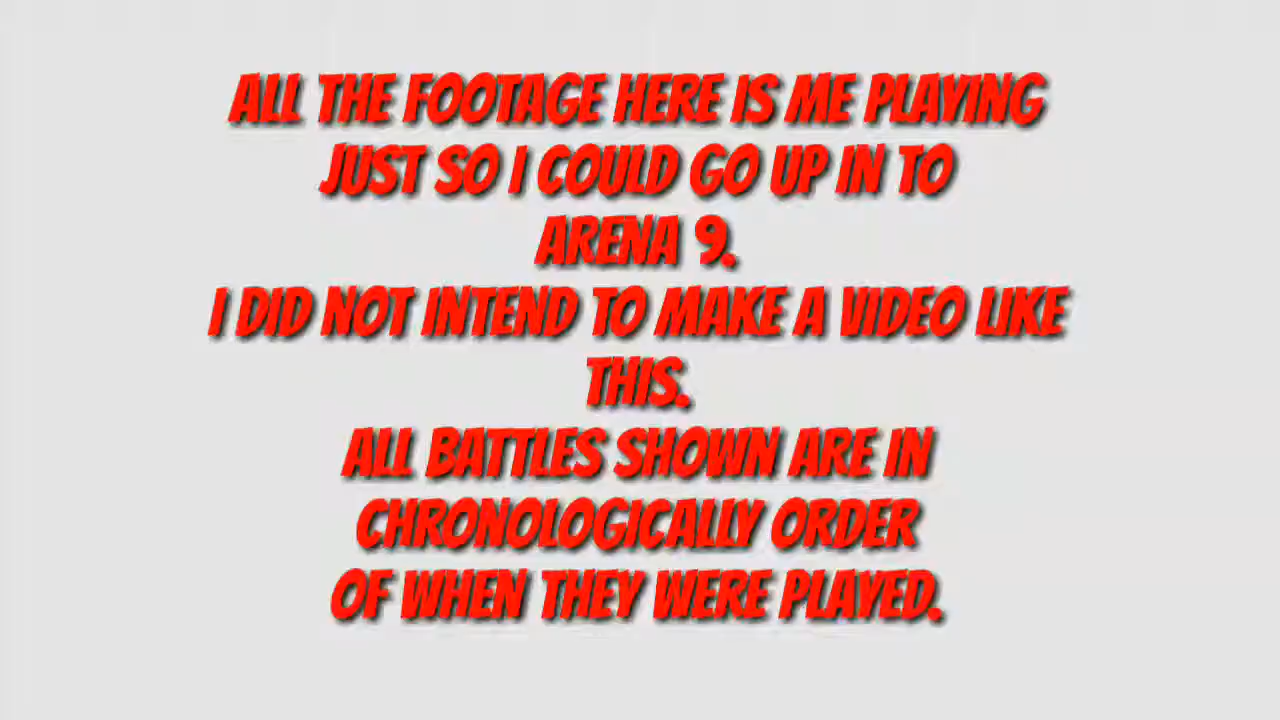 ALL THE FOOTAGE HERE IS ME PLAYING
JUST SO I COULD GO UP IN TO
ARENA 9.
I DID NOT INTEND TO MAKE A VIDEO LIKE
THIS.
ALL BATTLES SHOWN ARE IN
CHRONOLOGICALLY ORDER
OF WHEN THEY WERE PLAYED.